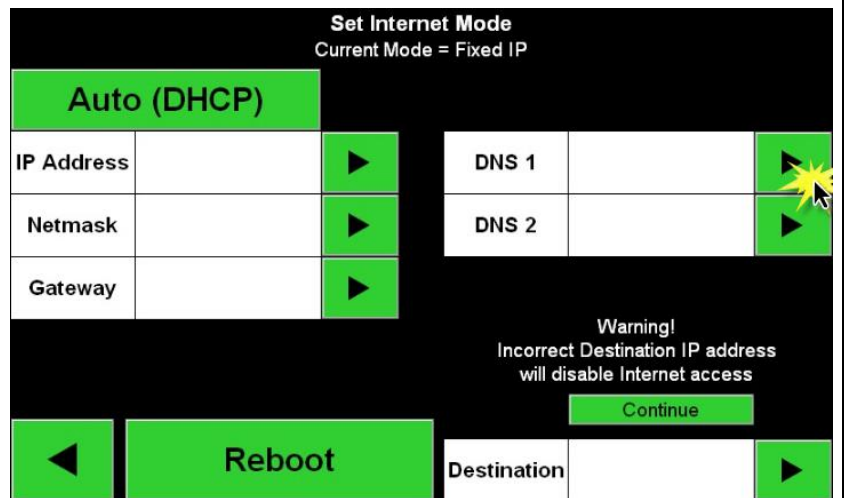 Set Internet Mode
Current Mode = Fixed IP
Auto (DHCP)
IP Address
DNS 1
Netmask
DNS 2
Gateway
Warning!
Incorrect Destination IP address
will disable Internet access
Continue
Reboot
Destination